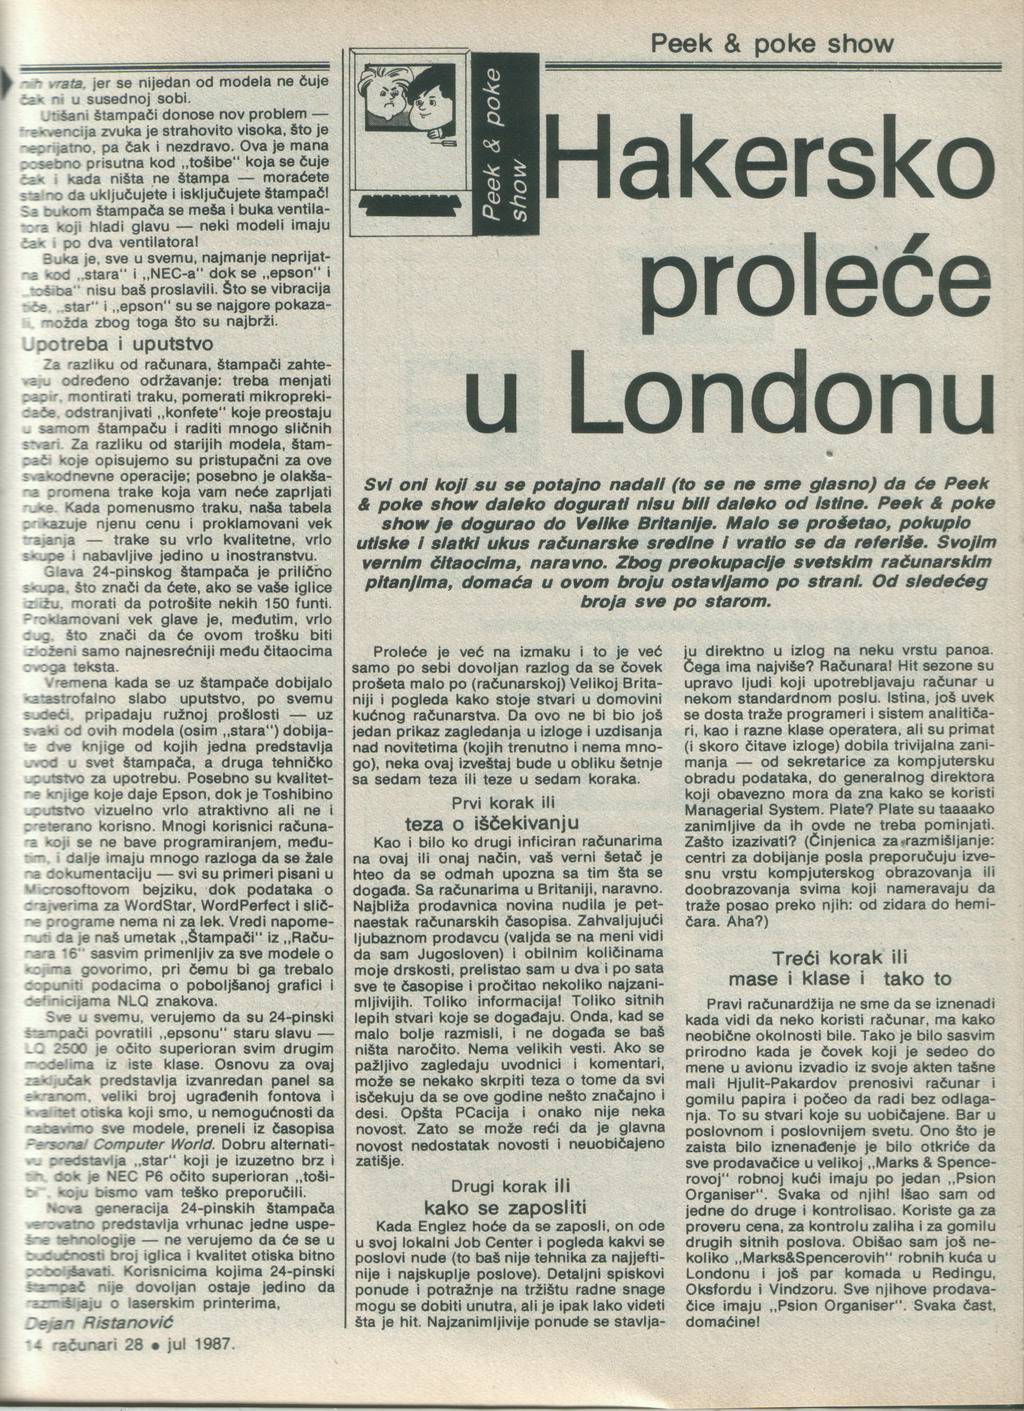 vrata, jer se nijedan od modela ne čuje
čak ni u susednoj sobi.
Utišani štampači donose nov problem —
frekvencija zvuka je strahovito visoka, što je
neprijatno, pa čak i nezdravo. Ova je mana
posebno prisutna kod „tošibe“ koja se čuje
čak i kada ništa ne štampa — moraćete
stalno da uključujete i isključujete štampač!
Sa bukom štampača se meša i buka ventila-
tora koji hladi glavu — neki modeli imaju
čak i po dva ventilatora!
Buka je, sve u svemu, najmanje neprijat-
na kod „stara“ i „NEC-a“ dok se „epson“ i
„tošiba“ nisu baš proslavili. Što se vibracija
tiče, „star“ i „epson“ su se najgore pokaza-
li, možda zbog toga što su najbrži.
Upotreba i uputstvo
Za razliku od računara, štampači zahte-
vaju određeno održavanje: treba menjati
papir, montirati traku, pomerati mikropreki-
dače, odstranjivati „konfete“ koje preostaju
u samom štampaču i raditi mnogo sličnih
stvari. Za razliku od starijih modela, štam-
pači koje opisujemo su pristupačni za ove
svakodnevne operacije; posebno je olakša-
na promena trake koja vam neće zaprljati
ruke. Kada pomenusmo traku, naša tabela
prikazuje njenu cenu i proklamovani vek
trajanja — trake su vrlo kvalitetne, vrlo
skupe i nabavljive jedino u inostranstvu.
Glava 24-pinskog štampača je prilično
skupa, što znači da ćete, ako se vaše iglice
izližu, morati da potrošite nekih 150 funti.
Proklamovani vek glave je, međutim, vrlo
dug, što znači da će ovom trošku biti
izloženi samo najnesrećniji među čitaocima
ovoga teksta.
Vremena kada se uz štampače dobijalo
katastrofalno slabo uputstvo, po svemu
sudeći, pripadaju ružnoj prošlosti — uz
svaki od ovih modela (osim „stara“) dobija-
te dve knjige od kojih jedna predstavlja
uvod u svet štampača, a druga tehničko
uputstvo za upotrebu. Posebno su kvalitet-
ne knjige koje daje Epson, dok je Toshibino
uputstvo vizuelno vrlo atraktivno ali ne i
preterano korisno. Mnogi korisnici računa-
ra koji se ne bave programiranjem, među-
tim, i dalje imaju mnogo razloga da se žale
na dokumentaciju — svi su primeri pisani u
Microsoftovom bejziku, dok podataka o
drajverima za WordStar, WordPerfect i slič-
ne programe nema ni za lek. Vredi napome-
nuti da je naš umetak „Štampači“ iz „Raču-
nara 16“ sasvim primenljiv za sve modele o
kojima govorimo, pri čemu bi ga trebalo
dopuniti podacima o poboljšanoj grafici i
definicijama NLQ znakova.
Sve u svemu, verujemo da su 24-pinski
štampači povratili „epsonu“ staru slavu —
LQ 2500 je očito superioran svim drugim
modelima iz iste klase. Osnovu za ovaj
zaključak predstavlja izvanredan panel sa
ekranom, veliki broj ugrađenih fontova i
kvalitet otiska koji smo, u nemogućnosti da
nabavimo sve modele, preneli iz časopisa
Personal Computer World. Dobru alternati-
vu predstavlja „star“ koji je izuzetno brz i
tih, dok je NEC P6 očito superioran „toši-
bi“, koju bismo vam teško preporučili.
Nova generacija 24-pinskih štampača
verovatno predstavlja vrhunac jedne uspe-
šne tehnologije — ne verujemo da će se u
budućnosti broj iglica i kvalitet otiska bitno
poboljšavati. Korisnicima kojima 24-pinski
štampač nije dovoljan ostaje jedino da
razmišljaju o laserskim printerima,
Dejan Ristanović
14 računari 28 • jul 1987.
Peek & poke show
Peek & poke
show
Hakersko
proleće
u Londonu
Svi oni koji su se potajno nadali (to se ne sme glasno) da će Peek
& poke show daleko dogurati nisu bili daleko od istine. Peek & poke
show je dogurao do Velike Britanije. Malo se prošetao, pokupio
utiske i slatki ukus računarske sredine i vratio se da referiše. Svojim
vernim čitaocima, naravno. Zbog preokupacije svetskim računarskim
pitanjima, domaća u ovom broju ostavljamo po strani. Od sledećeg
broja sve po starom.
Proleće je već na izmaku i to je već
samo po sebi dovoljan razlog da se čovek
prošeta malo po (računarskoj) Velikoj Brita-
niji i pogleda kako stoje stvari u domovini
kućnog računarstva. Da ovo ne bi bio još
jedan prikaz zagledanja u izloge i uzdisanja
nad novitetima (kojih trenutno i nema mno-
go), neka ovaj izveštaj bude u obliku šetnje
sa sedam teza ili teze u sedam koraka.
Prvi korak ili
teza o iščekivanju
Kao i bilo ko drugi inficiran računarima
na ovaj ili onaj način, vaš verni šetač je
hteo da se odmah upozna sa tim šta se
događa. Sa računarima u Britaniji, naravno.
Najbliža prodavnica novina nudila je pet-
naestak računarskih časopisa. Zahvaljujući
ljubaznom prodavcu (valjda se na meni vidi
da sam Jugosloven) i obilnim količinama
moje drskosti, prelistao sam u dva i po sata
sve te časopise i pročitao nekoliko najzani-
mljivijih. Toliko informacija! Toliko sitnih
lepih stvari koje se događaju. Onda, kad se
malo bolje razmisli, i ne događa se baš
ništa naročito. Nema velikih vesti. Ako se
pažljivo zagledaju uvodnici i komentari,
može se nekako skrpiti teza o tome da svi
isčekuju da se ove godine nešto značajno i
desi. Opšta PCacija i onako nije neka
novost. Zato se može reći da je glavna
novost nedostatak novosti i neuobičajeno
zatišje.
Drugi korak ili
kako se zaposliti
Kada Englez hoće da se zaposli, on ode
u svoj lokalni Job Center i pogleda kakvi se
poslovi nude (to baš nije tehnika za najjefti-
nije i najskuplje poslove). Detaljni spiskovi
ponude i potražnje na tržištu radne snage
mogu se dobiti unutra, ali je ipak lako videti
šta je hit. Najzanimljivije ponude se stavlja-
ju direktno u izlog na neku vrstu panoa.
Čega ima najviše? Računara! Hit sezone su
upravo ljudi koji upotrebljavaju računar u
nekom standardnom poslu. Istina, još uvek
se dosta traže programeri i sistem analitiča-
ri, kao i razne klase operatera, ali su primat
(i skoro čitave izloge) dobila trivijalna zani-
manja — od sekretarice za kompjutersku
obradu podataka, do generalnog direktora
koji obavezno mora da zna kako se koristi
Managerial System. Plate? Plate su taaaako
zanimljive da ih ovde ne treba pominjati.
Zašto izazivati? (Činjenica za razmišljanje:
centri za dobijanje posla preporučuju izve-
snu vrstu kompjuterskog obrazovanja ili
doobrazovanja svima koji nameravaju da
traže posao preko njih: od zidara do hemi-
čara. Aha?)
Treći korak ili
mase i klase i tako to
Pravi računardžija ne sme da se iznenadi
kada vidi da neko koristi računar, ma kako
neobične okolnosti bile. Tako je bilo sasvim
prirodno kada je čovek koji je sedeo do
mene u avionu izvadio iz svoje akten tašne
mali Hjulit-Pakardov prenosivi računar i
gomilu papira i počeo da radi bez odlaga-
nja. To su stvari koje su uobičajene. Bar u
poslovnom i poslovnijem svetu. Ono što je
zaista bilo iznenađenje je bilo otkriće da
sve prodavačice u velikoj „Marks & Spence-
rovoj“ robnoj kući imaju po jedan „Psion
Organiser“. Svaka od njih! Išao sam od
jedne do druge i kontrolisao. Koriste ga za
proveru cena, za kontrolu zaliha i za gomilu
drugih sitnih poslova. Obišao sam još ne-
koliko „Marks&Spencerovih“ robnih kuća u
Londonu i još par komada u Redingu,
Oksfordu i Vindzoru. Sve njihove prodava-
čice imaju „Psion Organiser“. Svaka čast,
domaćine!